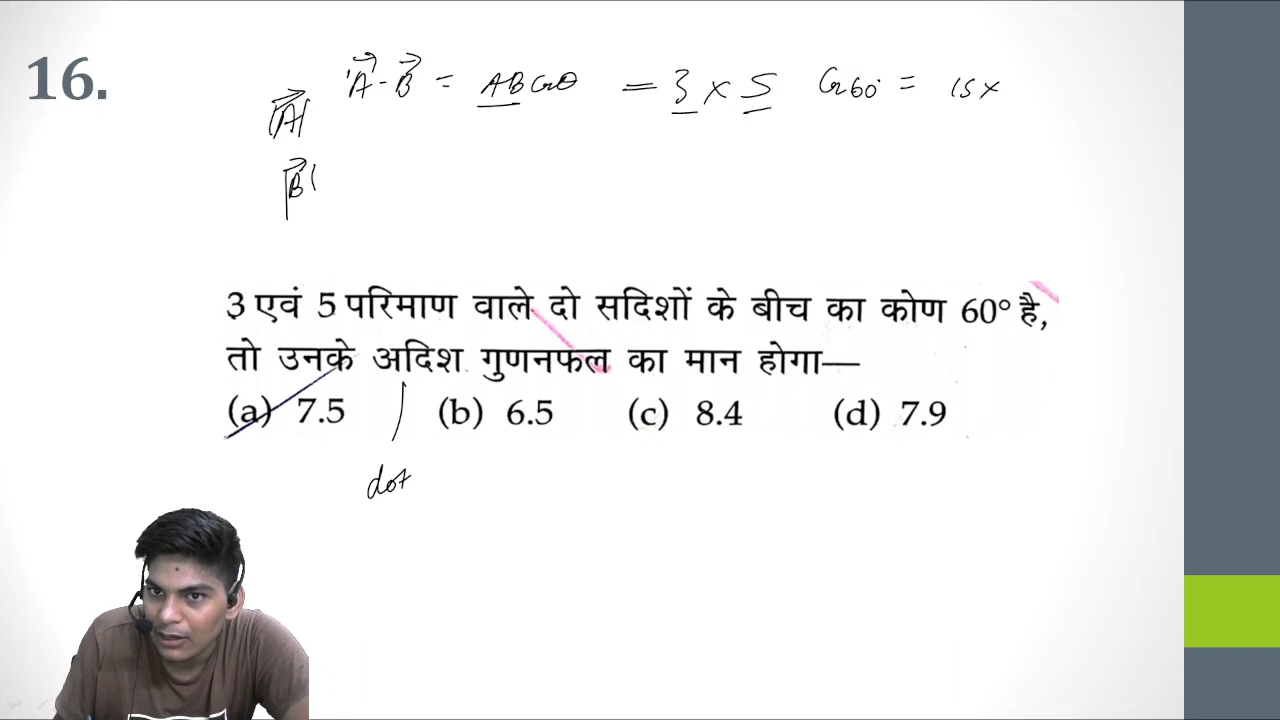 16.
A⃗ · B⃗ = AB Cosθ = 3 × 5 Cos 60° = 15 ×
|A⃗|
|B⃗|
3 एवं 5 परिमाण वाले दो सदिशों के बीच का कोण 60° है,
तो उनके अदिश गुणनफल का मान होगा—
(a) 7.5 (b) 6.5 (c) 8.4 (d) 7.9
dot